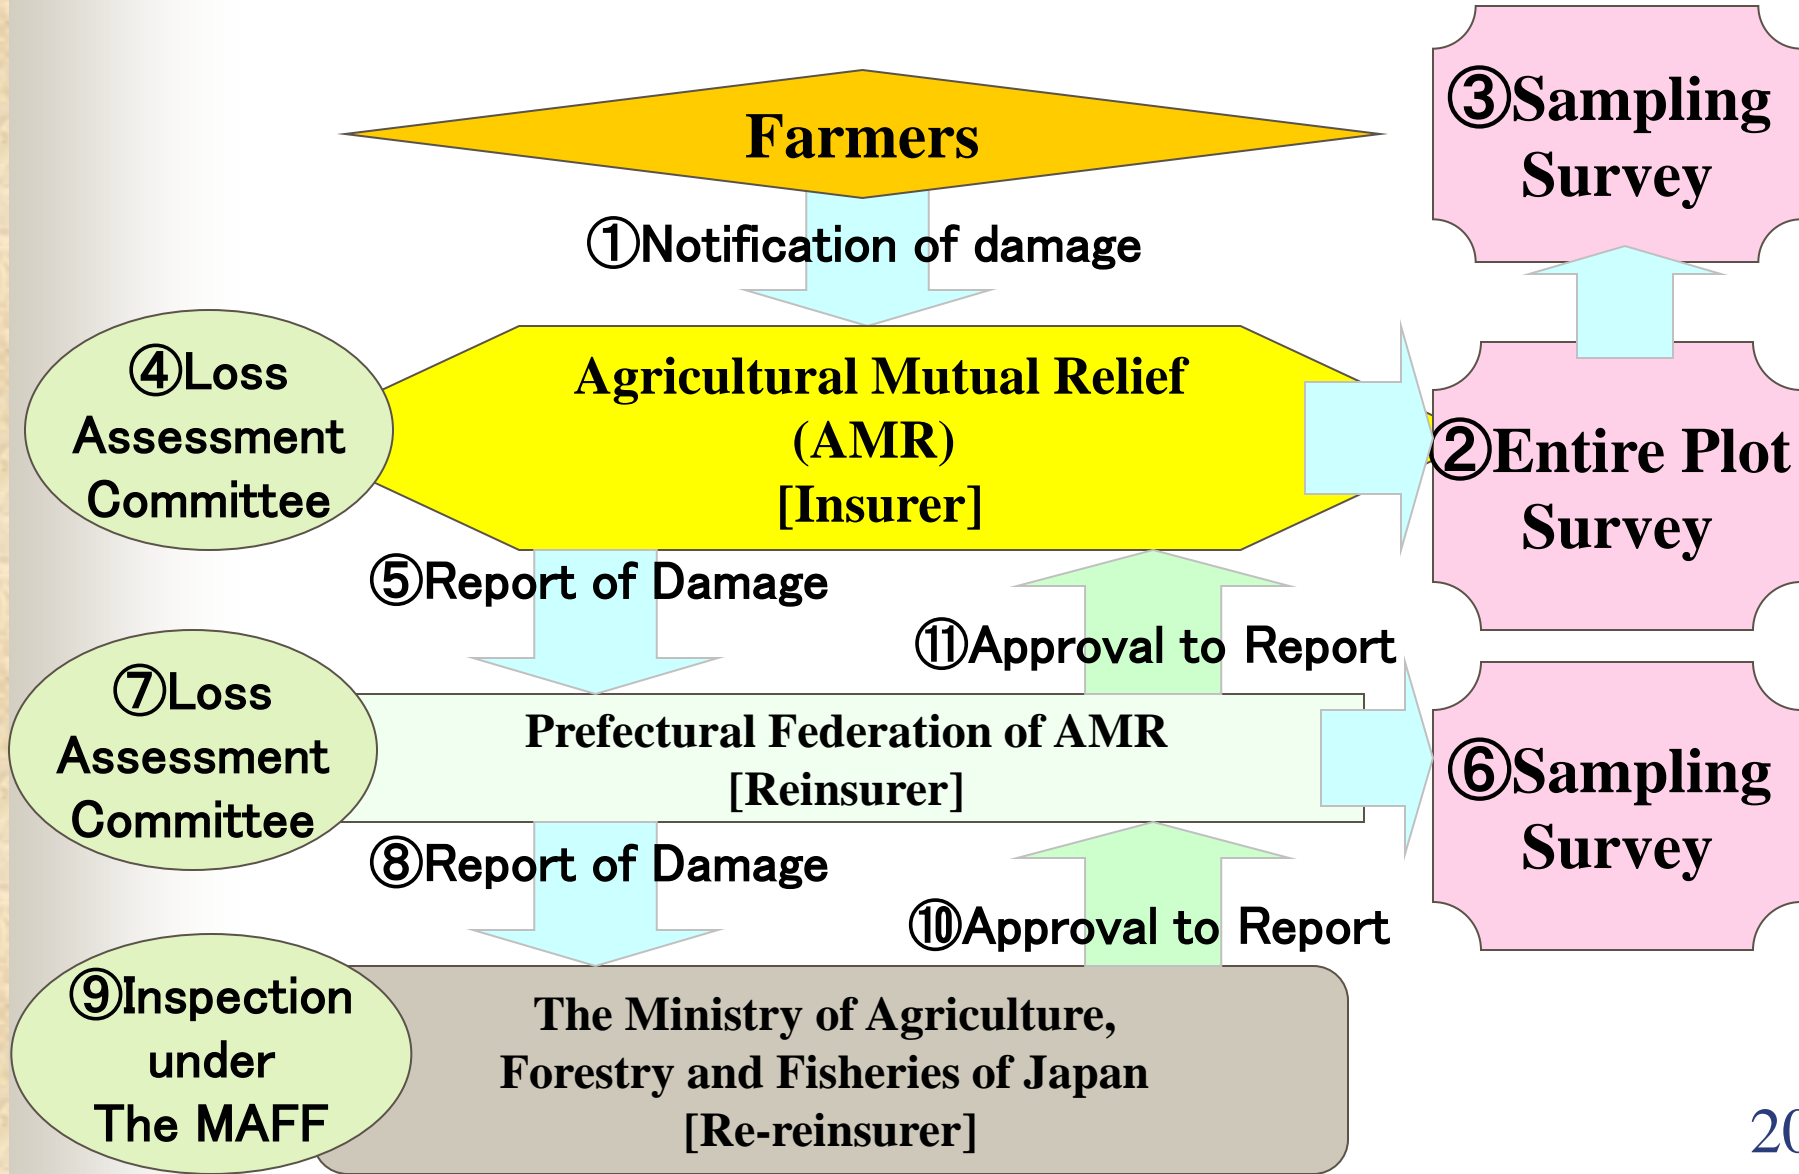 Farmers
①Notification of damage
③Sampling
Survey
④Loss
Assessment
Committee
Agricultural Mutual Relief
(AMR)
[Insurer]
②Entire Plot
Survey
⑤Report of Damage
⑪Approval to Report
⑦Loss
Assessment
Committee
Prefectural Federation of AMR
[Reinsurer]
⑥Sampling
Survey
⑧Report of Damage
⑩Approval to Report
⑨Inspection
under
The MAFF
The Ministry of Agriculture,
Forestry and Fisheries of Japan
[Re-reinsurer]
20